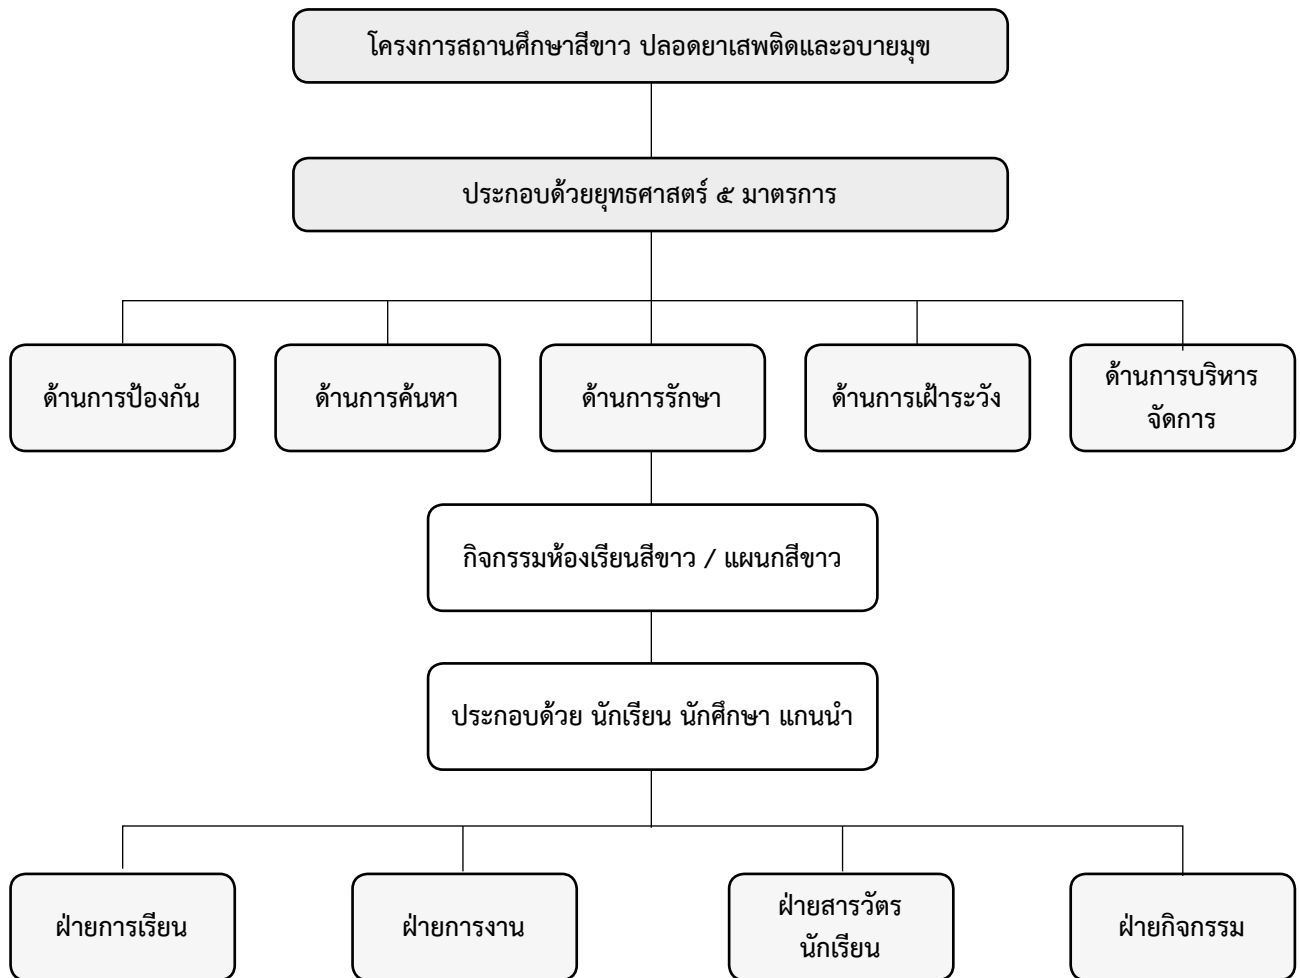 โครงการสถานศึกษาสีขาว ปลอดยาเสพติดและอบายมุข
ประกอบด้วยยุทธศาสตร์ ๕ มาตรการ
ด้านการป้องกัน
ด้านการค้นหา
ด้านการรักษา
ด้านการเฝ้าระวัง
ด้านการบริหาร
จัดการ
กิจกรรมห้องเรียนสีขาว / แผนกสีขาว
ประกอบด้วย นักเรียน นักศึกษา แกนนำ
ฝ่ายการเรียน
ฝ่ายการงาน
ฝ่ายสารวัตร
นักเรียน
ฝ่ายกิจกรรม